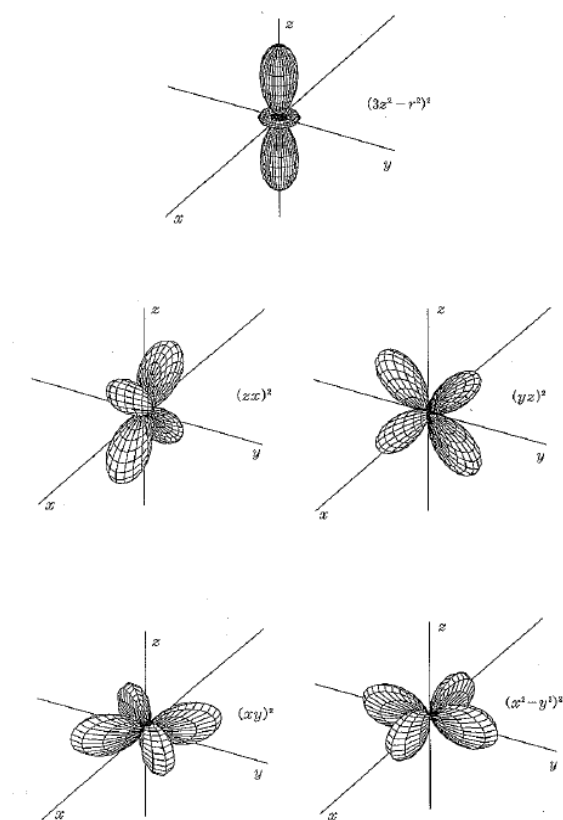 z
(3z² − r²)²
y
x
z
(zx)²
y
x
z
(yz)²
y
x
z
(xy)²
y
x
z
(x² − y²)²
y
x